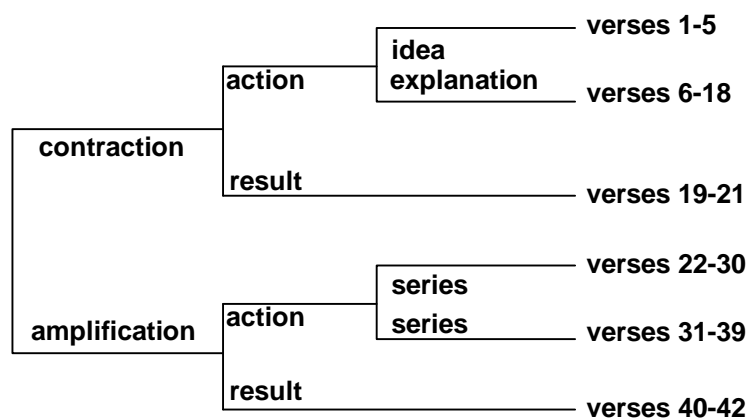 verses 1-5
idea
action
explanation
verses 6-18
contraction
result
verses 19-21
verses 22-30
series
action
series
amplification
verses 31-39
result
verses 40-42